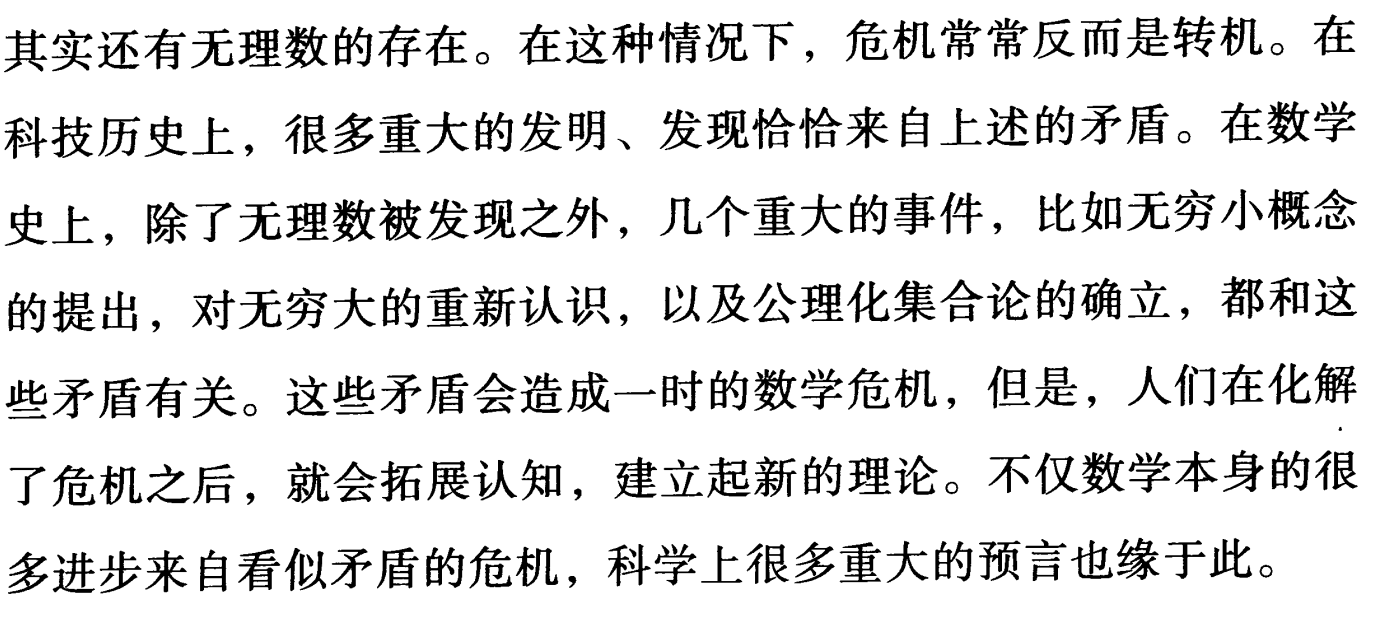 其实还有无理数的存在。在这种情况下，危机常常反而是转机。在
科技历史上，很多重大的发明、发现恰恰来自上述的矛盾。在数学
史上，除了无理数被发现之外，几个重大的事件，比如无穷小概念
的提出，对无穷大的重新认识，以及公理化集合论的确立，都和这
些矛盾有关。这些矛盾会造成一时的数学危机，但是，人们在化解
了危机之后，就会拓展认知，建立起新的理论。不仅数学本身的很
多进步来自看似矛盾的危机，科学上很多重大的预言也缘于此。